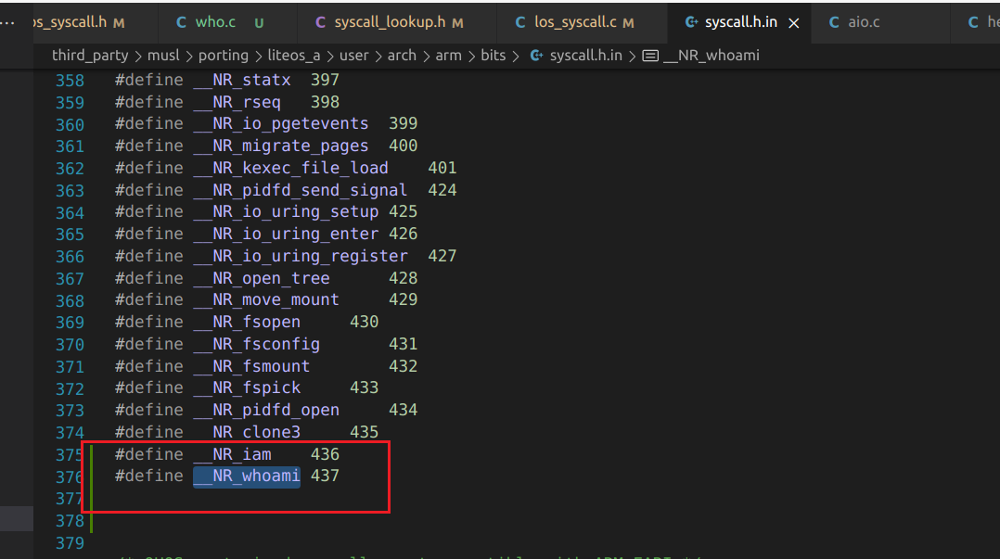 os_syscall.h M
C who.c U
C syscall_lookup.h M
C los_syscall.c M
syscall.h.in
C aio.c
C he
third_party > musl > porting > liteos_a > user > arch > arm > bits > syscall.h.in > __NR_whoami
358 #define __NR_statx 397
359 #define __NR_rseq 398
360 #define __NR_io_pgetevents 399
361 #define __NR_migrate_pages 400
362 #define __NR_kexec_file_load 401
363 #define __NR_pidfd_send_signal 424
364 #define __NR_io_uring_setup 425
365 #define __NR_io_uring_enter 426
366 #define __NR_io_uring_register 427
367 #define __NR_open_tree 428
368 #define __NR_move_mount 429
369 #define __NR_fsopen 430
370 #define __NR_fsconfig 431
371 #define __NR_fsmount 432
372 #define __NR_fspick 433
373 #define __NR_pidfd_open 434
374 #define __NR_clone3 435
375 #define __NR_iam 436
376 #define __NR_whoami 437
377
378
379